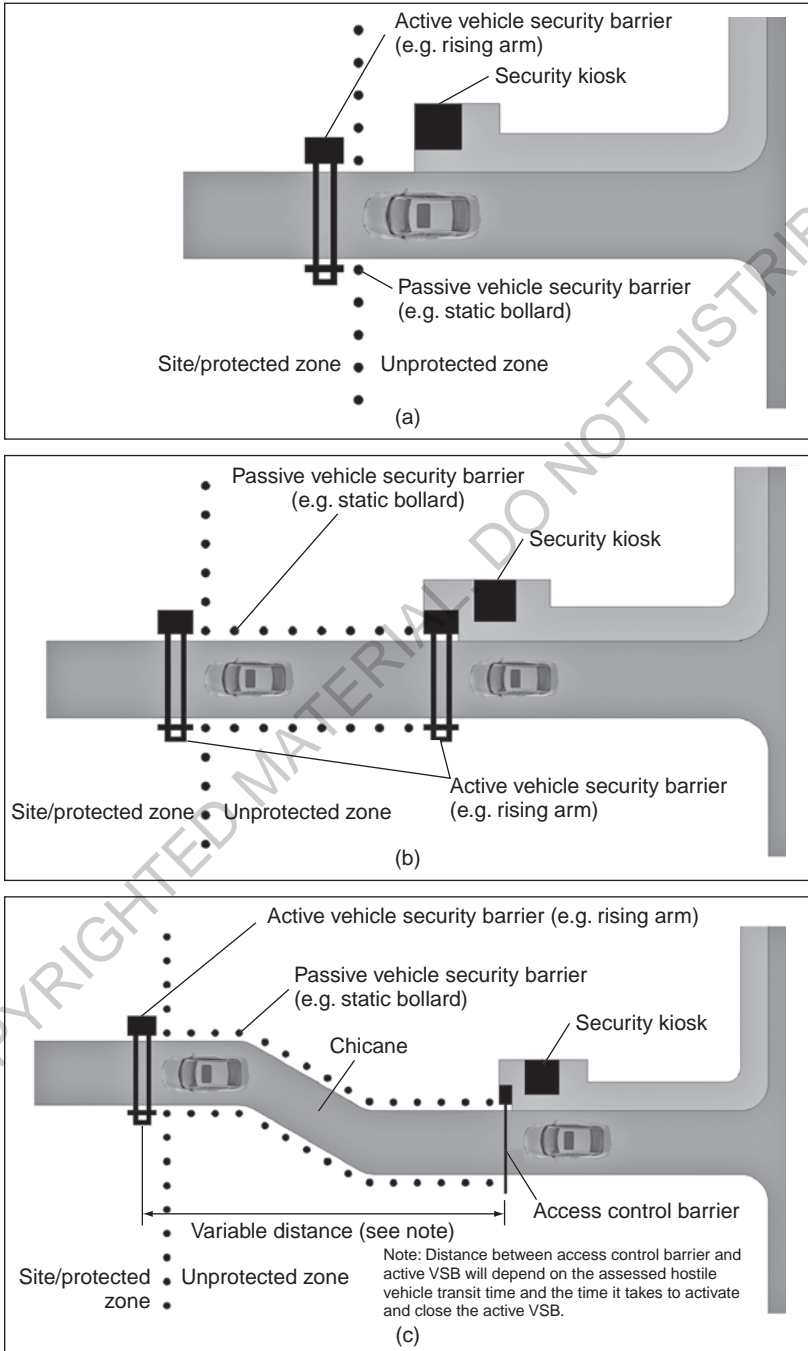 Active vehicle security barrier
(e.g. rising arm)
Security kiosk
Passive vehicle security barrier
(e.g. static bollard)
Site/protected zone
Unprotected zone
(a)
Passive vehicle security barrier
(e.g. static bollard)
Security kiosk
Active vehicle security barrier
(e.g. rising arm)
Site/protected zone
Unprotected zone
(b)
Active vehicle security barrier (e.g. rising arm)
Passive vehicle security barrier
(e.g. static bollard)
Security kiosk
Chicane
Access control barrier
Variable distance (see note)
Note: Distance between access control barrier and
active VSB will depend on the assessed hostile
vehicle transit time and the time it takes to activate
and close the active VSB.
Site/protected
zone
Unprotected zone
(c)
PYRIGHTED MATERIAL, DO NOT DISTRIB